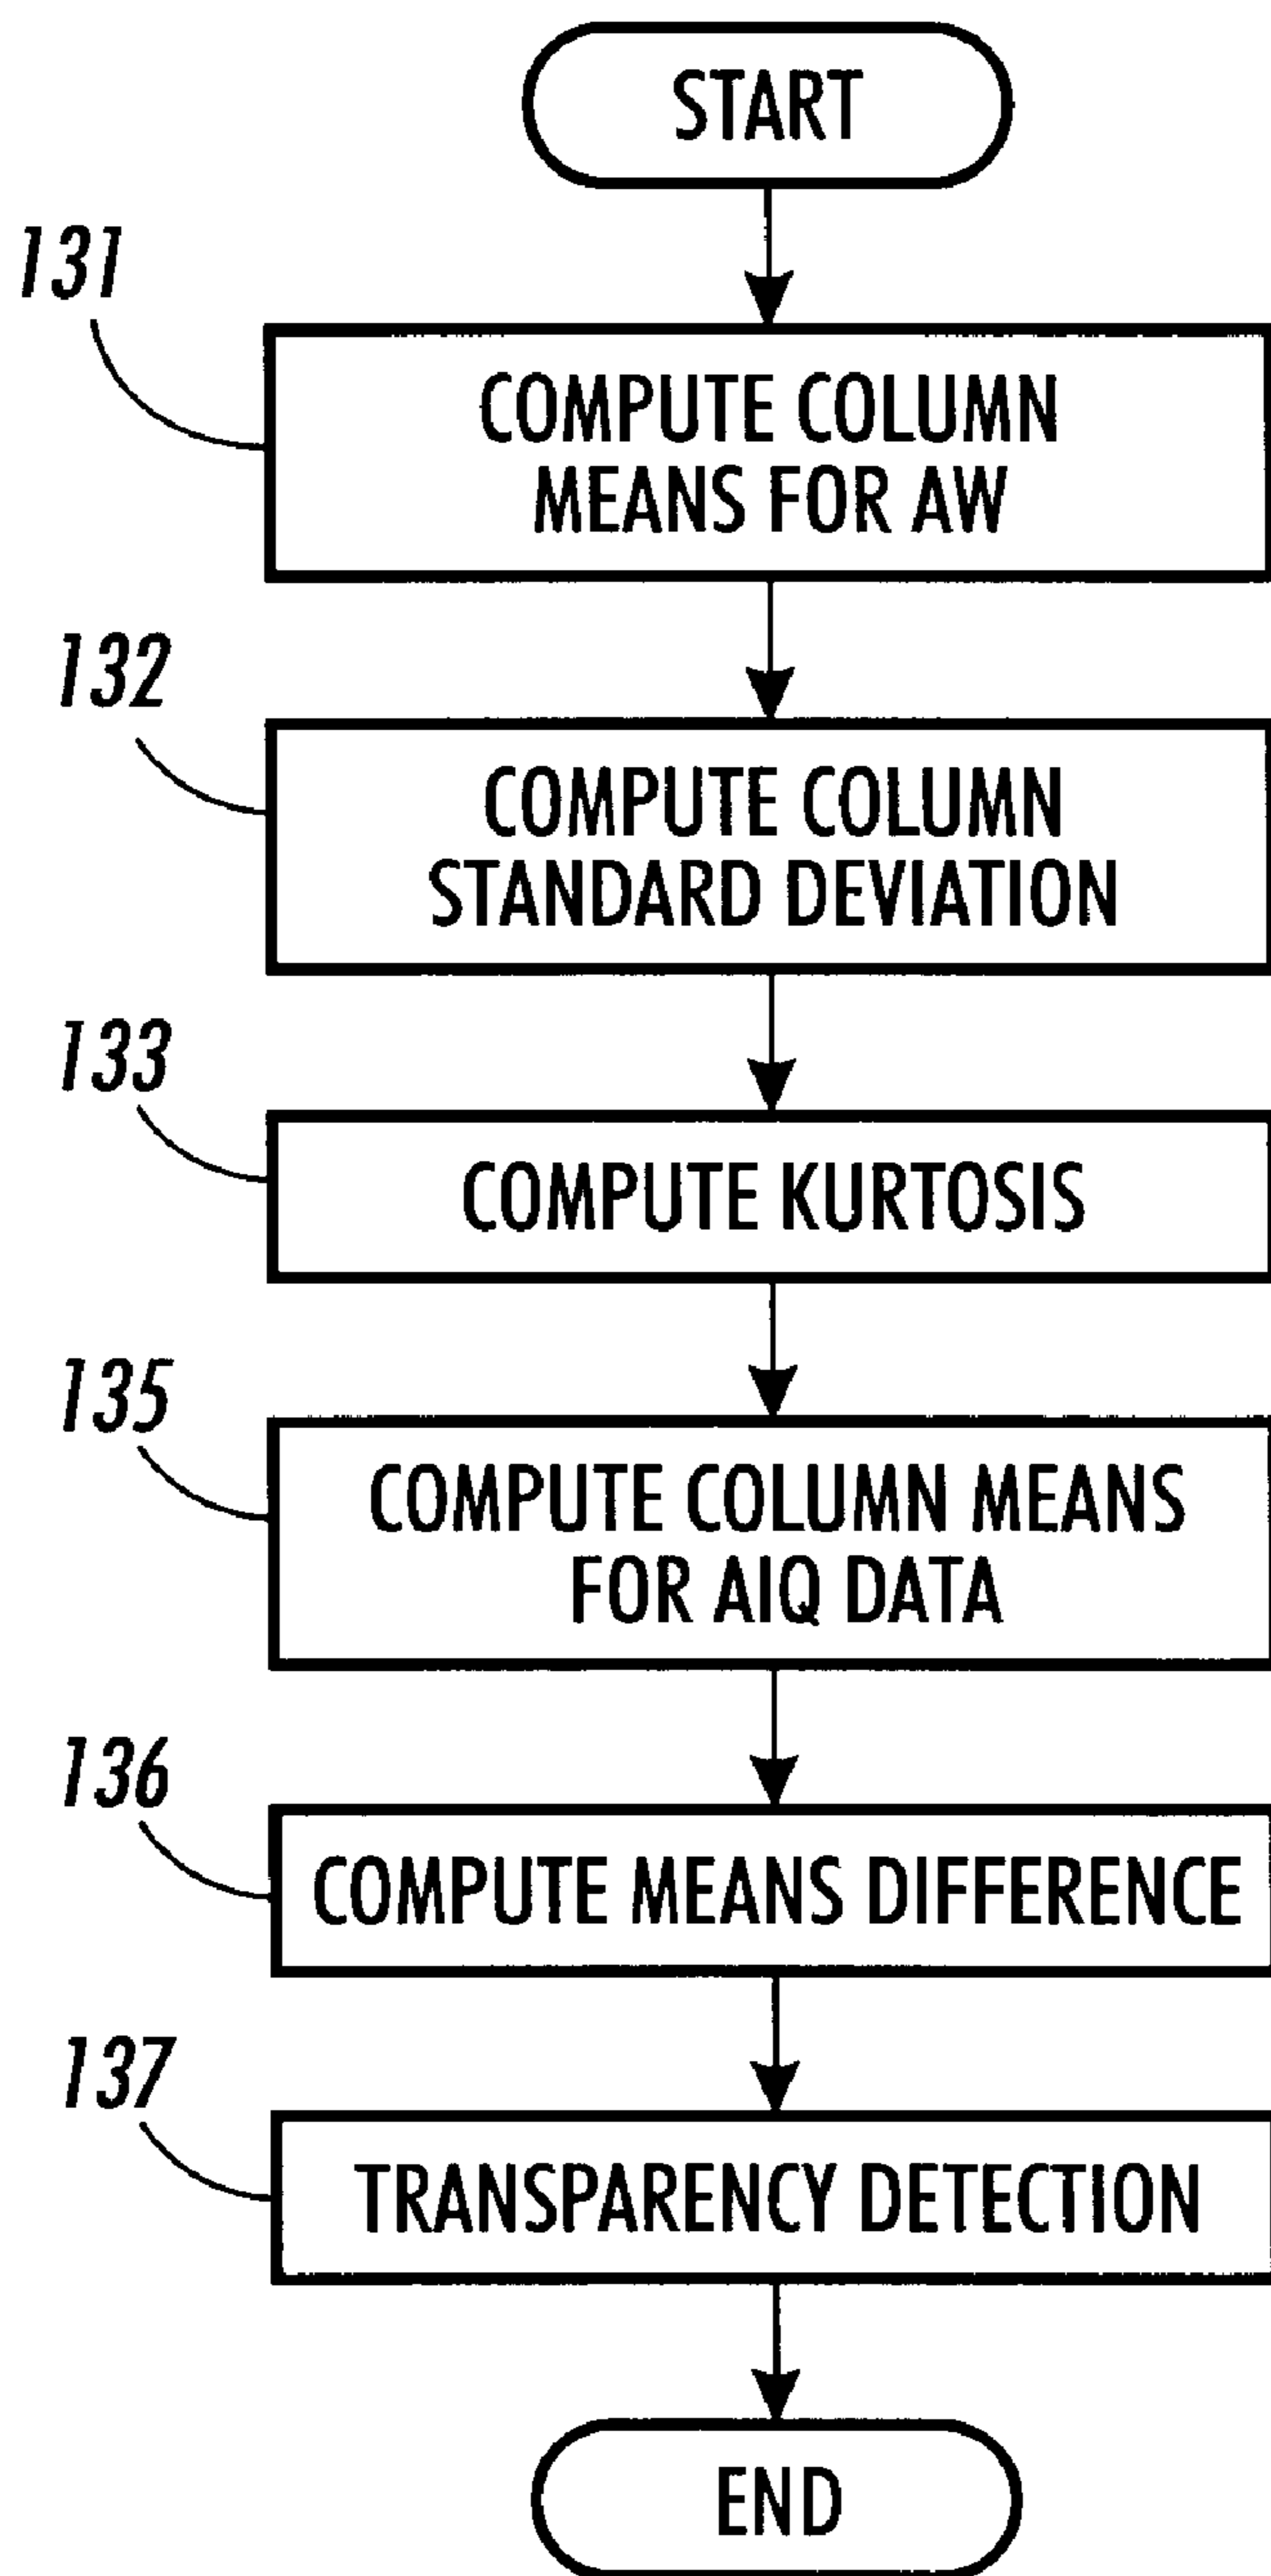 START
131
COMPUTE COLUMN
MEANS FOR AW
132
COMPUTE COLUMN
STANDARD DEVIATION
133
COMPUTE KURTOSIS
135
COMPUTE COLUMN MEANS
FOR AIQ DATA
136
COMPUTE MEANS DIFFERENCE
137
TRANSPARENCY DETECTION
END